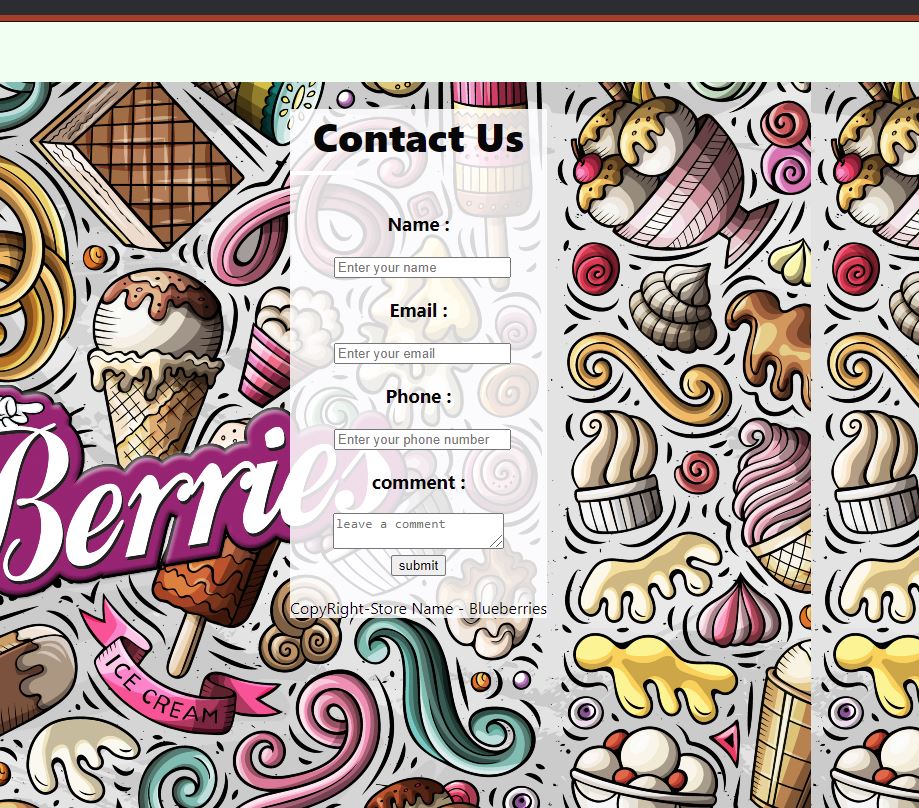 Contact Us
Name :
Enter your name
Email :
Enter your email
Phone :
Enter your phone number
comment :
leave a comment
submit
CopyRight-Store Name - Blueberries
Berries
ICE CREAM